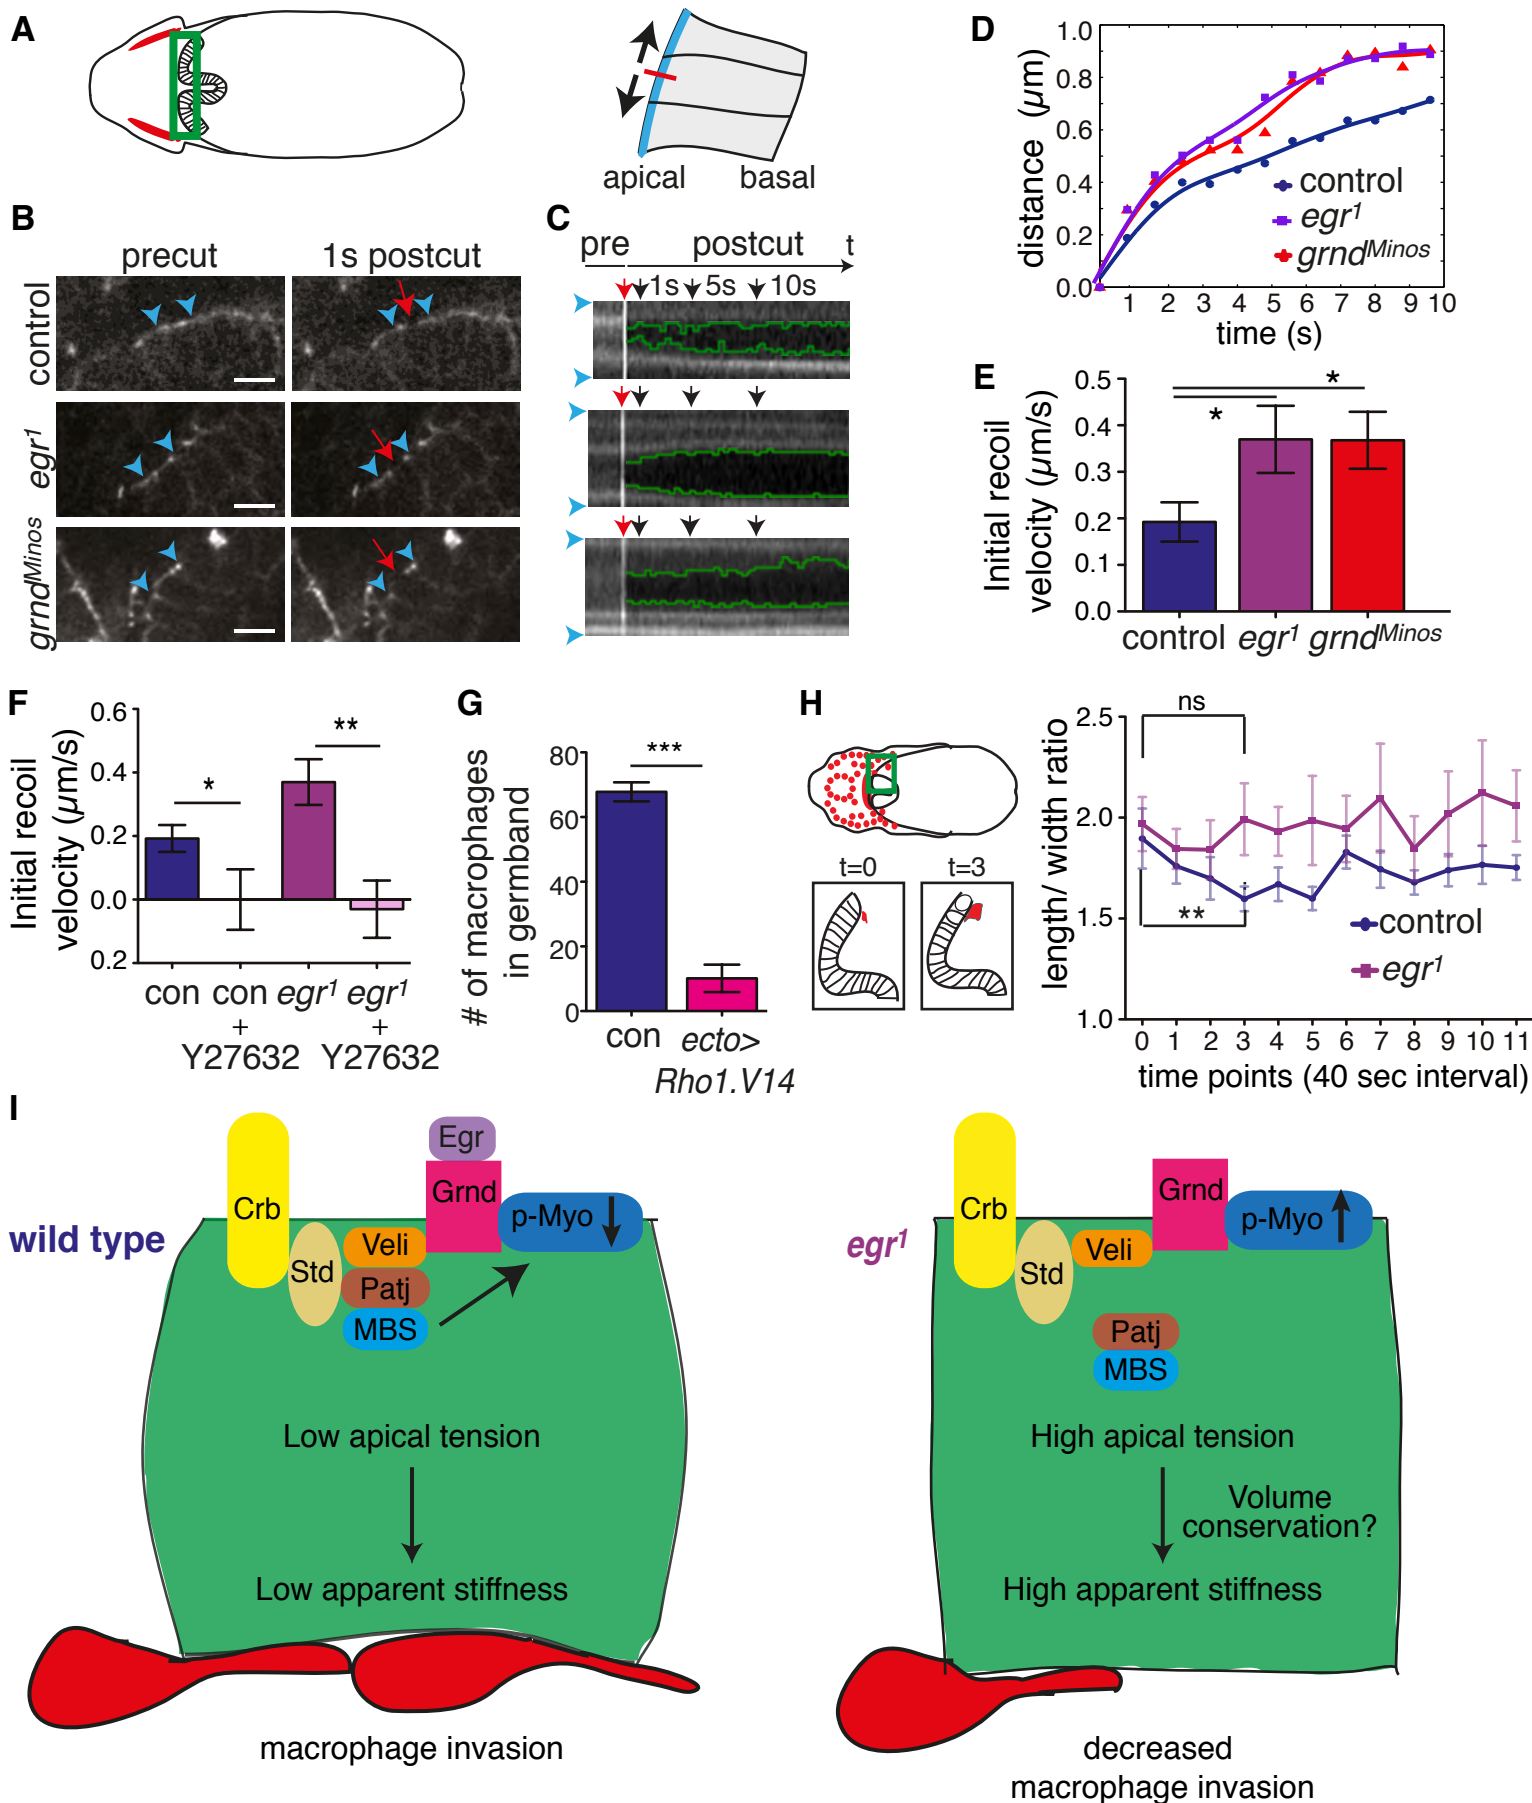 A
apical
basal
B
precut
1s postcut
control
egr¹
grndMinos
C
pre
postcut
t
1s
5s
10s
D
distance (µm)
1.0
0.8
0.6
0.4
0.2
0.0
1 2 3 4 5 6 7 8 9 10
time (s)
control
egr¹
grndMinos
E
Initial recoil
velocity (µm/s)
0.5
0.4
0.3
0.2
0.1
0.0
*
*
control egr¹ grndMinos
F
Initial recoil
velocity (µm/s)
0.6
0.4
0.2
0.0
0.2
*
**
con con egr¹ egr¹
+ +
Y27632 Y27632
G
# of macrophages
in germband
80
60
40
20
0
***
con ecto>
Rho1.V14
H
t=0
t=3
length/ width ratio
2.5
2.0
1.5
1.0
ns
**
control
egr¹
0 1 2 3 4 5 6 7 8 9 10 11
time points (40 sec interval)
I
wild type
Crb
Std
Egr
Grnd
Veli
Patj
MBS
p-Myo
Low apical tension
Low apparent stiffness
macrophage invasion
egr¹
Crb
Std
Veli
Grnd
p-Myo
Patj
MBS
High apical tension
Volume
conservation?
High apparent stiffness
decreased
macrophage invasion